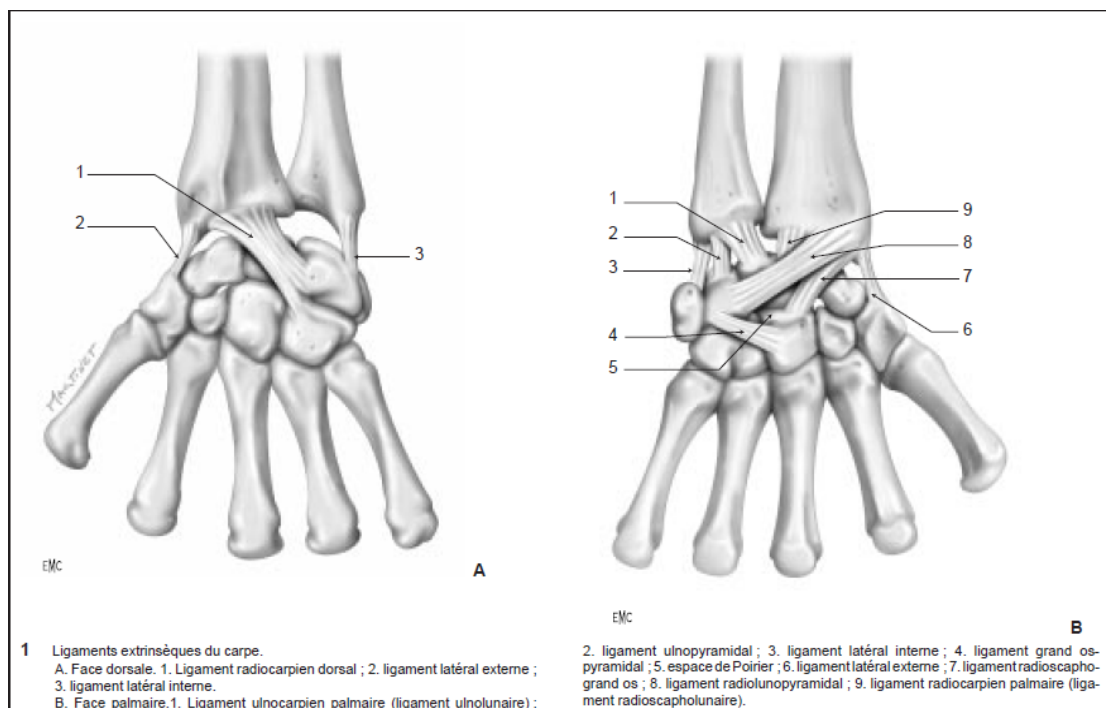 1
2
3
MARTINET
EMC
A
1
2
3
4
5
9
8
7
6
EMC
B
1 Ligaments extrinsèques du carpe.
A. Face dorsale. 1. Ligament radiocarpien dorsal ; 2. ligament latéral externe ;
3. ligament latéral interne.
B. Face palmaire.1. Ligament ulnocarpien palmaire (ligament ulnolunaire) ;
2. ligament ulnopyramidal ; 3. ligament latéral interne ; 4. ligament grand os-
pyramidal ; 5. espace de Poirier ; 6. ligament latéral externe ; 7. ligament radioscapho-
grand os ; 8. ligament radiolunopyramidal ; 9. ligament radiocarpien palmaire (liga-
ment radioscapholunaire).